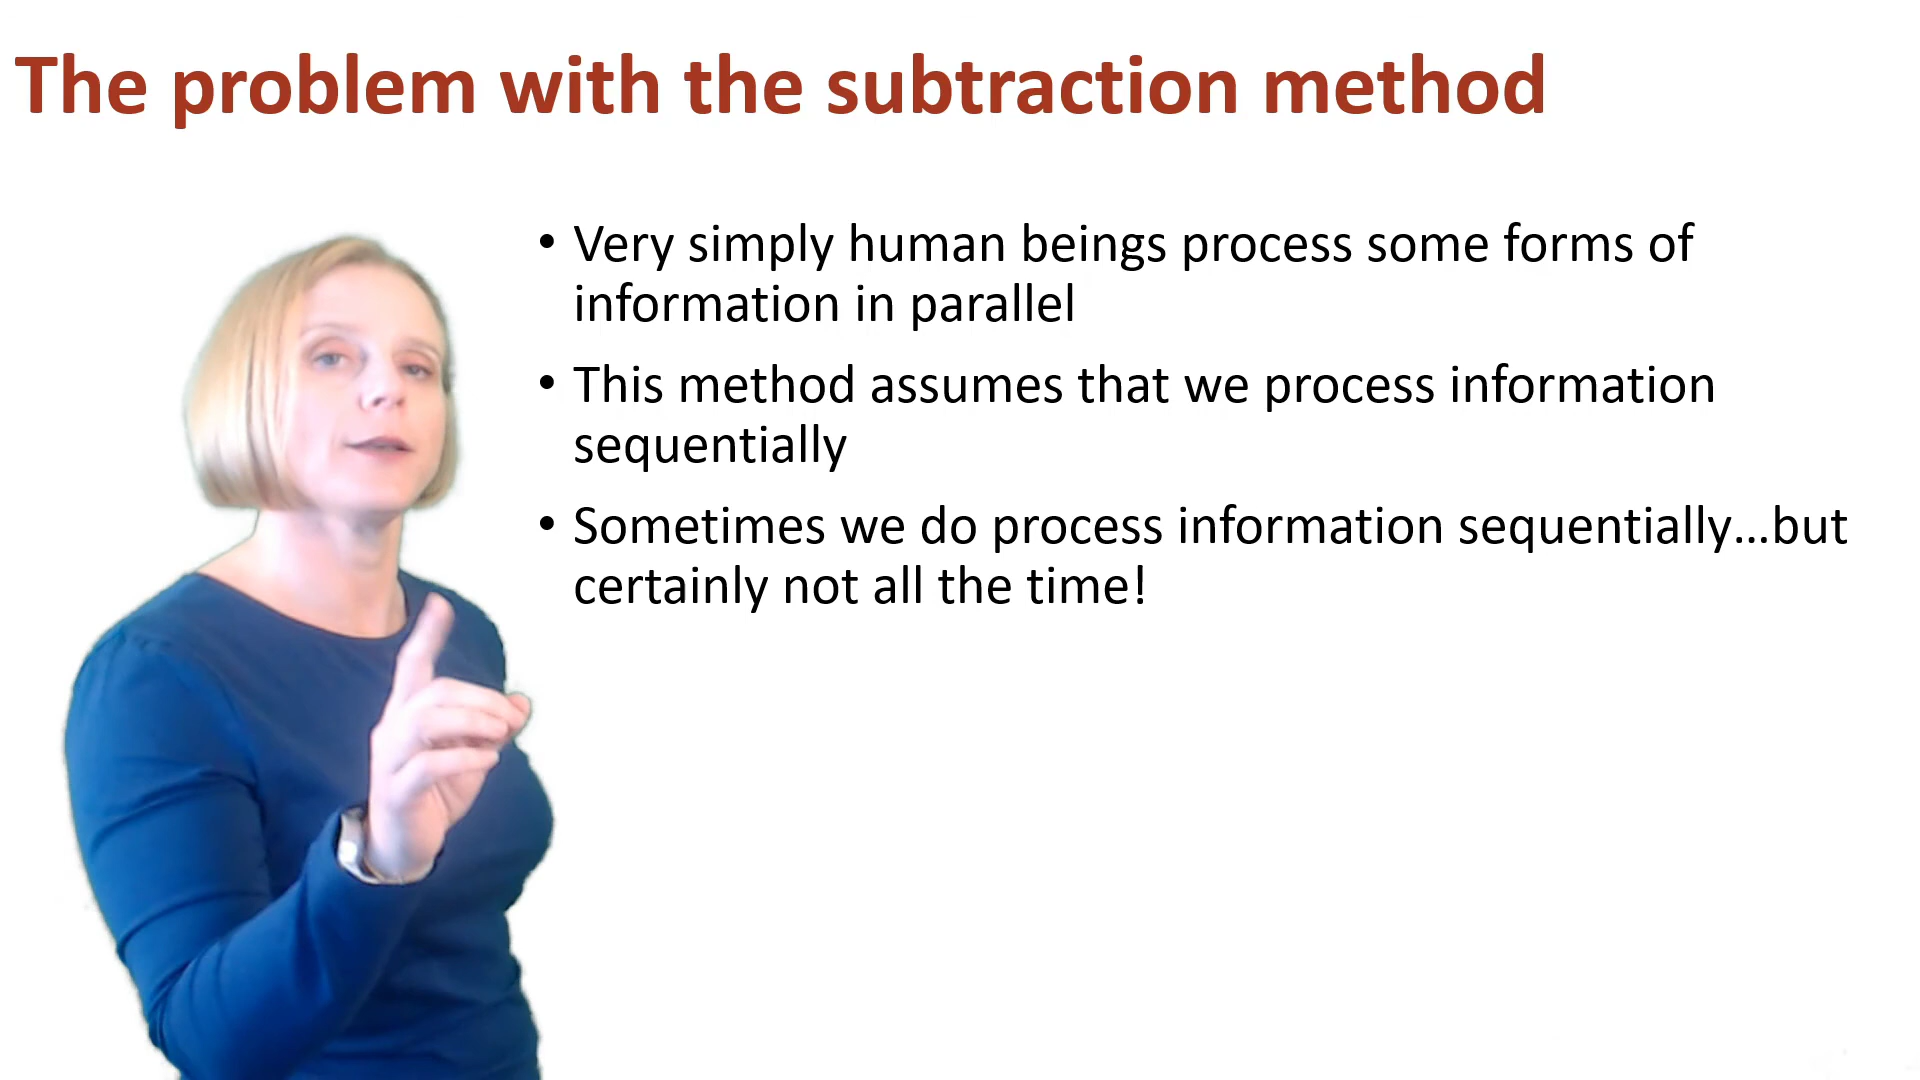 The problem with the subtraction method
• Very simply human beings process some forms of
information in parallel
• This method assumes that we process information
sequentially
• Sometimes we do process information sequentially…but
certainly not all the time!